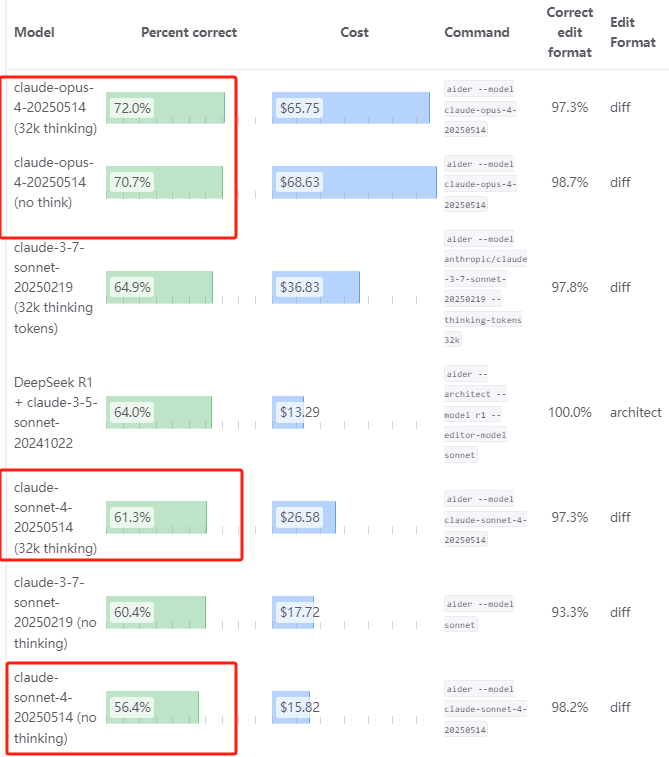 Model Percent correct Cost Command Correct edit format Edit Format
claude-opus-
4-20250514
(32k thinking)
72.0%
$65.75
aider --model
claude-opus-4-
20250514
97.3%
diff
claude-opus-
4-20250514
(no think)
70.7%
$68.63
aider --model
claude-opus-4-
20250514
98.7%
diff
claude-3-7-
sonnet-
20250219
(32k thinking
tokens)
64.9%
$36.83
aider --model
anthropic/claude
-3-7-sonnet-
20250219 --
thinking-tokens
32k
97.8%
diff
DeepSeek R1
+ claude-3-5-
sonnet-
20241022
64.0%
$13.29
aider --
architect --
model r1 --
editor-model
sonnet
100.0%
architect
claude-
sonnet-4-
20250514
(32k thinking)
61.3%
$26.58
aider --model
claude-sonnet-4-
20250514
97.3%
diff
claude-3-7-
sonnet-
20250219 (no
thinking)
60.4%
$17.72
aider --model
sonnet
93.3%
diff
claude-
sonnet-4-
20250514 (no
thinking)
56.4%
$15.82
aider --model
claude-sonnet-4-
20250514
98.2%
diff